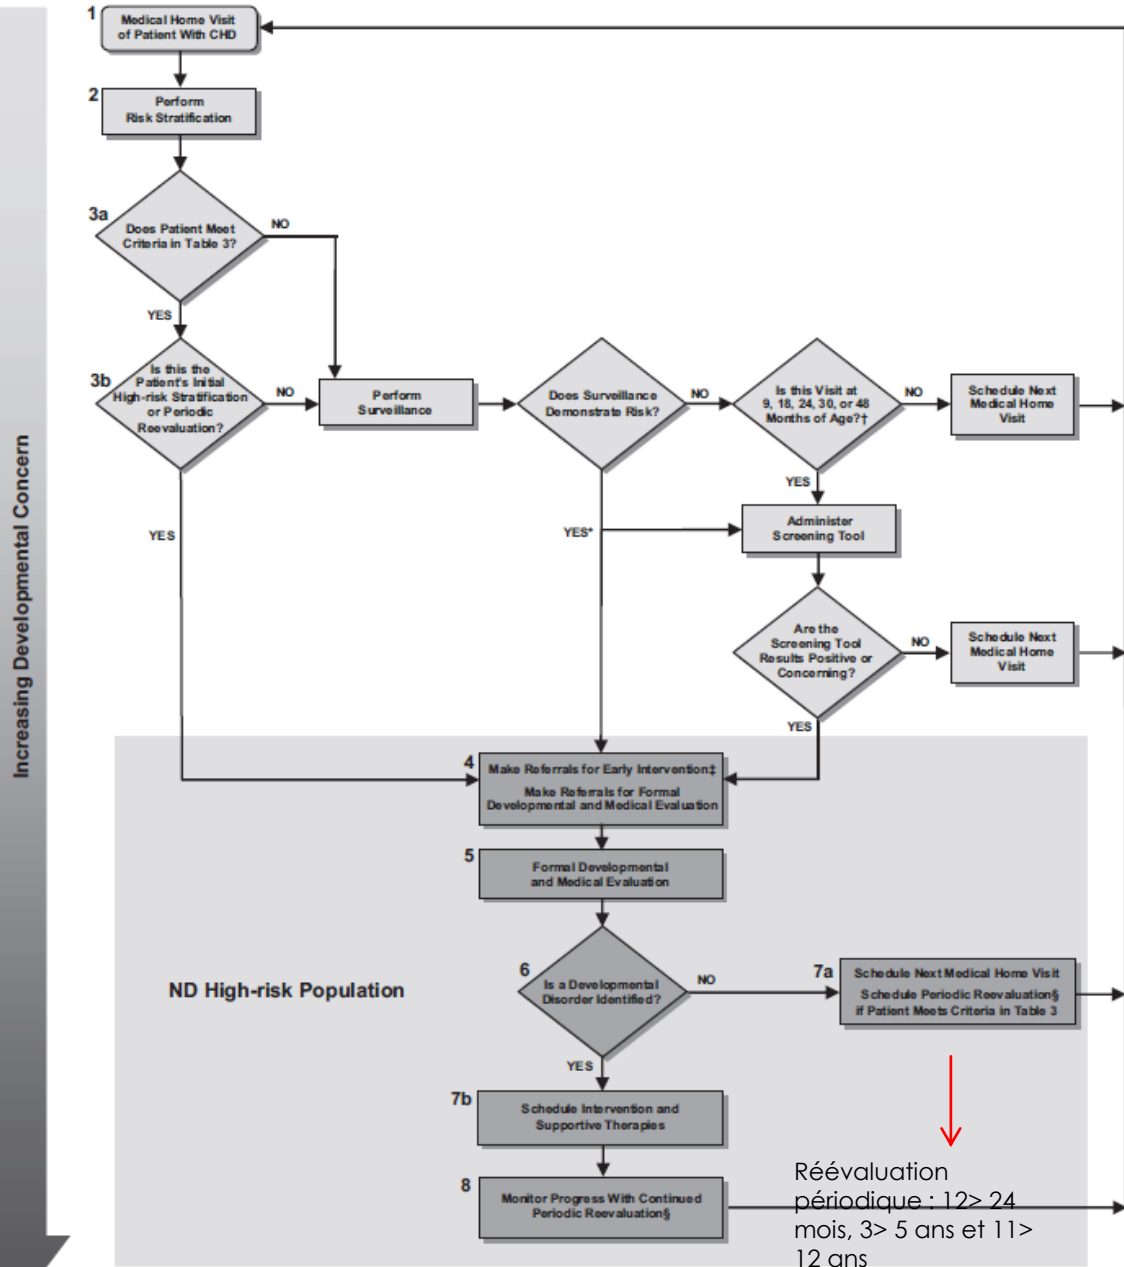 1
Medical Home Visit
of Patient With CHD
2
Perform
Risk Stratification
3a
Does Patient Meet
Criteria in Table 3?
NO
YES
3b
Is this the
Patient's Initial
High-risk Stratification
or Periodic
Reevaluation?
NO
YES
Perform
Surveillance
Does Surveillance
Demonstrate Risk?
NO
YES*
Is this Visit at
9, 18, 24, 30, or 48
Months of Age?†
NO
YES
Schedule Next
Medical Home
Visit
Administer
Screening Tool
Are the
Screening Tool
Results Positive or
Concerning?
NO
YES
Schedule Next
Medical Home
Visit
Increasing Developmental Concern
4
Make Referrals for Early Intervention‡
Make Referrals for Formal
Developmental and Medical Evaluation
5
Formal Developmental
and Medical Evaluation
ND High-risk Population
6
Is a Developmental
Disorder Identified?
NO
YES
7a
Schedule Next Medical Home Visit
Schedule Periodic Reevaluation§
if Patient Meets Criteria in Table 3
7b
Schedule Intervention and
Supportive Therapies
8
Monitor Progress With Continued
Periodic Reevaluation§
Réévaluation
périodique : 12> 24
mois, 3> 5 ans et 11>
12 ans